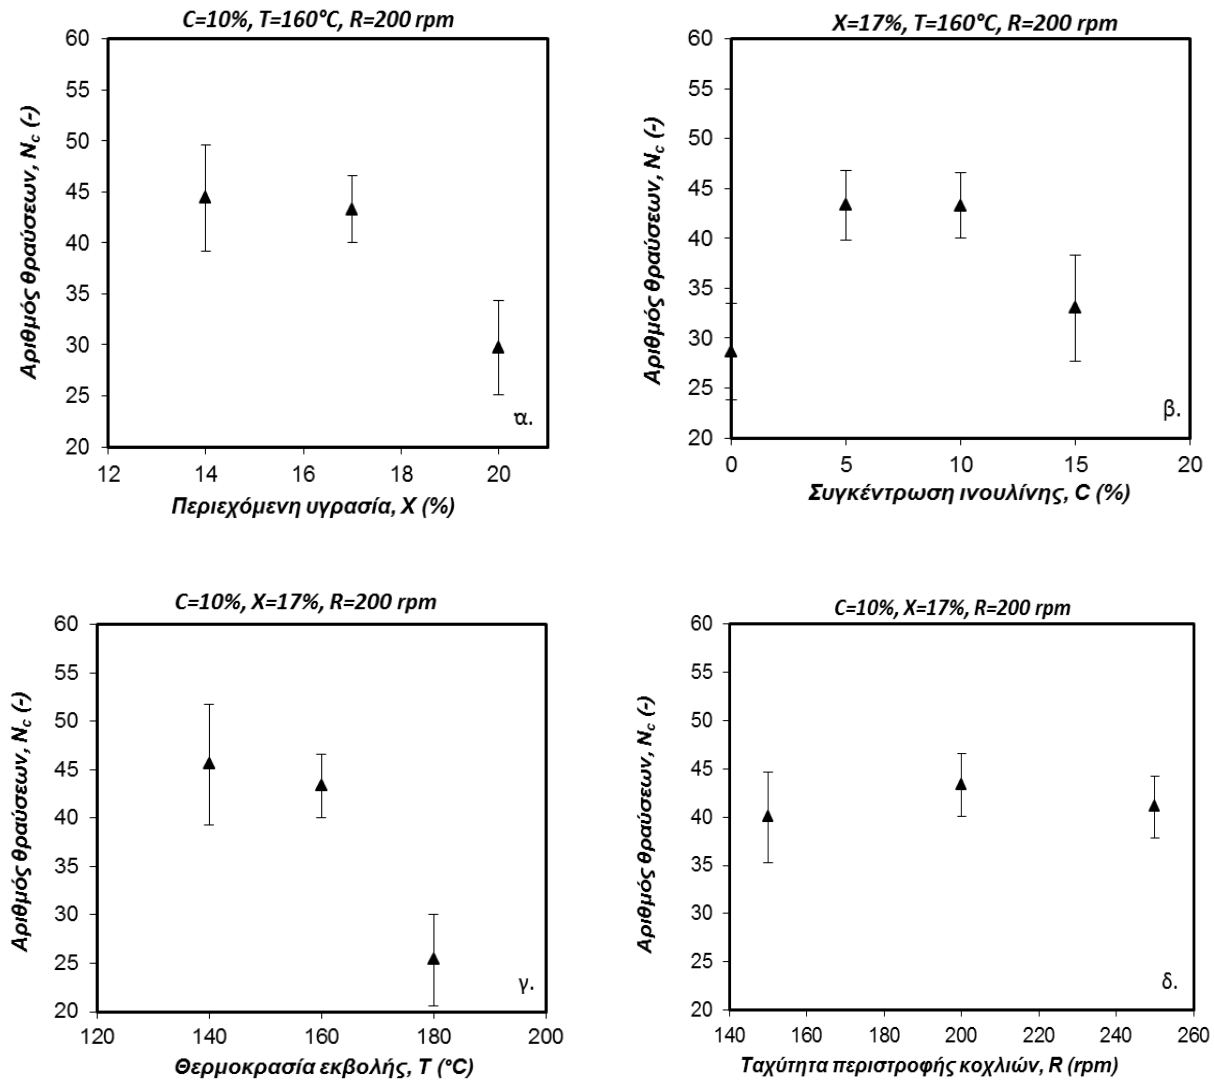 C=10%, T=160°C, R=200 rpm
60
55
50
45
40
35
30
25
20
Αριθμός θραύσεων, Nc (-)
α.
12 14 16 18 20
Περιεχόμενη υγρασία, X (%)
X=17%, T=160°C, R=200 rpm
60
55
50
45
40
35
30
25
20
Αριθμός θραύσεων, Nc (-)
β.
0 5 10 15 20
Συγκέντρωση ινουλίνης, C (%)
C=10%, X=17%, R=200 rpm
60
55
50
45
40
35
30
25
20
Αριθμός θραύσεων, Nc (-)
γ.
120 140 160 180 200
Θερμοκρασία εκβολής, T (°C)
C=10%, X=17%, R=200 rpm
60
55
50
45
40
35
30
25
20
Αριθμός θραύσεων, Nc (-)
δ.
140 160 180 200 220 240 260
Ταχύτητα περιστροφής κοχλιών, R (rpm)